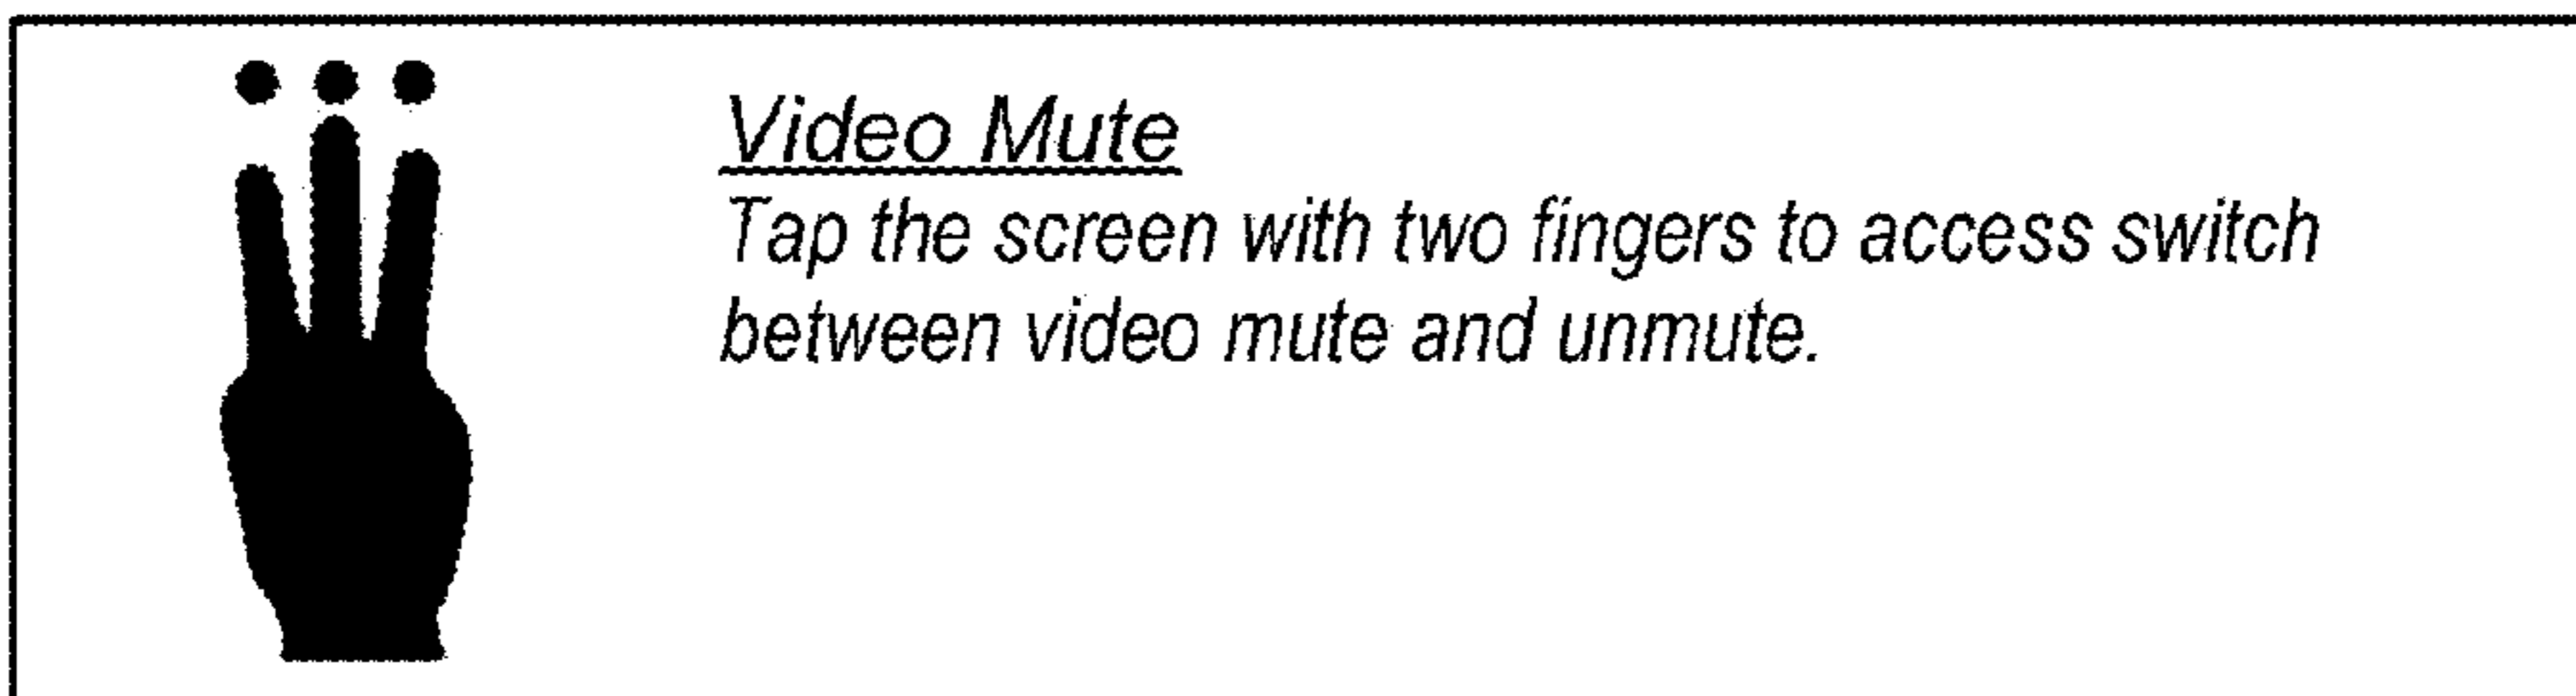 Video Mute
Tap the screen with two fingers to access switch
between video mute and unmute.